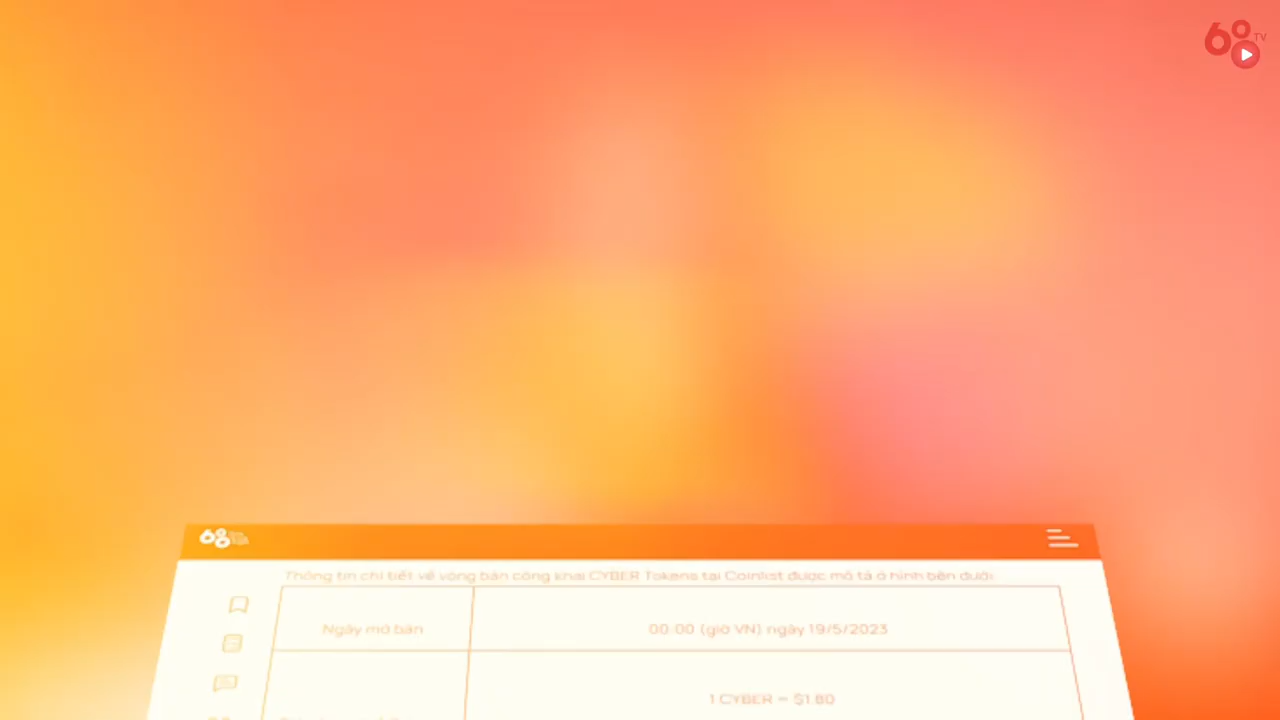 68
TV
68
Thông tin chi tiết về vòng bán công khai CYBER Tokens tại Coinlist được mô tả ở hình bên dưới:
Ngày mở bán
00:00 (giờ VN) ngày 19/5/2023
1 CYBER = $1.80